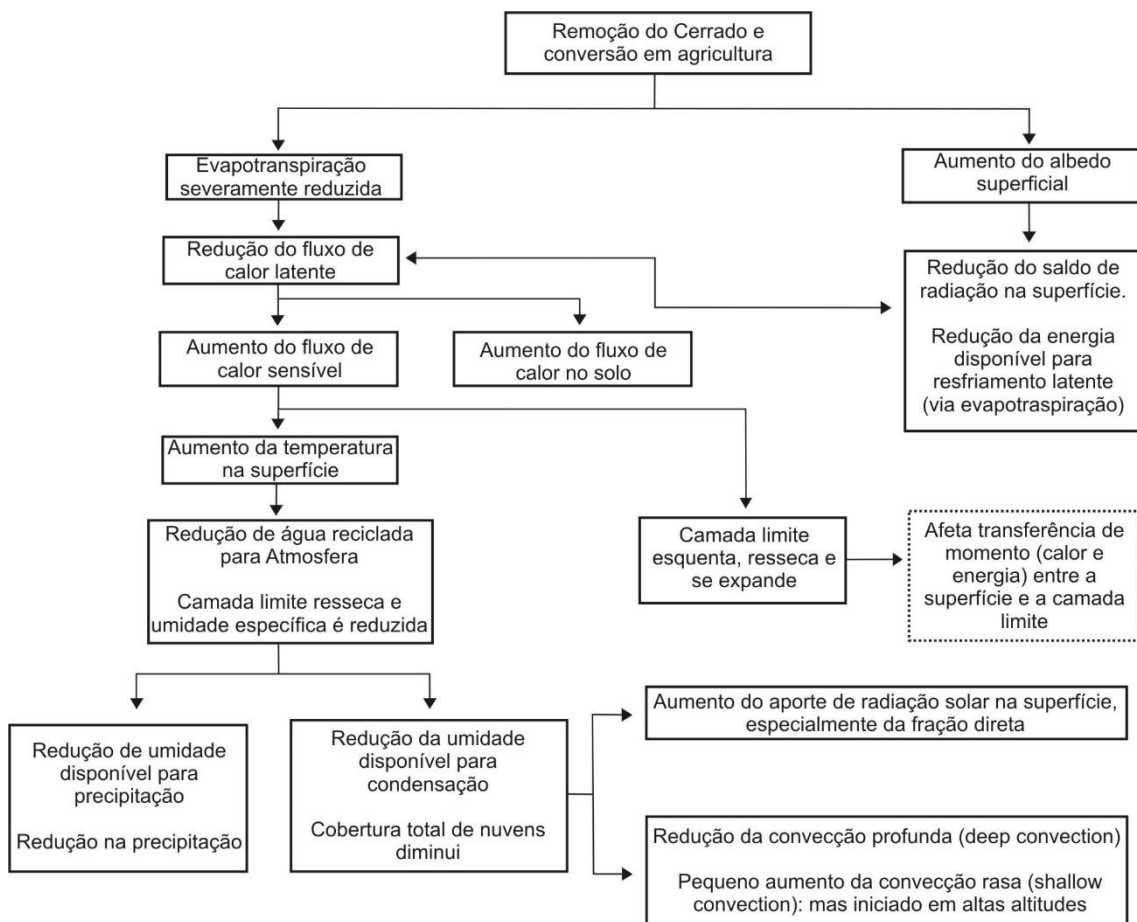 Remoção do Cerrado e
conversão em agricultura
Evapotranspiração
severamente reduzida
Aumento do albedo
superficial
Redução do fluxo de
calor latente
Redução do saldo de
radiação na superfície.
Redução da energia
disponível para
resfriamento latente
(via evapotraspiração)
Aumento do fluxo de
calor sensível
Aumento do fluxo de
calor no solo
Aumento da temperatura
na superfície
Redução de água reciclada
para Atmosfera
Camada limite resseca e
umidade específica é reduzida
Camada limite
esquenta, resseca e
se expande
Afeta transferência de
momento (calor e
energia) entre a
superfície e a camada
limite
Redução de umidade
disponível para
precipitação
Redução na precipitação
Redução da umidade
disponível para
condensação
Cobertura total de nuvens
diminui
Aumento do aporte de radiação solar na superfície,
especialmente da fração direta
Redução da convecção profunda (deep convection)
Pequeno aumento da convecção rasa (shallow
convection): mas iniciado em altas altitudes